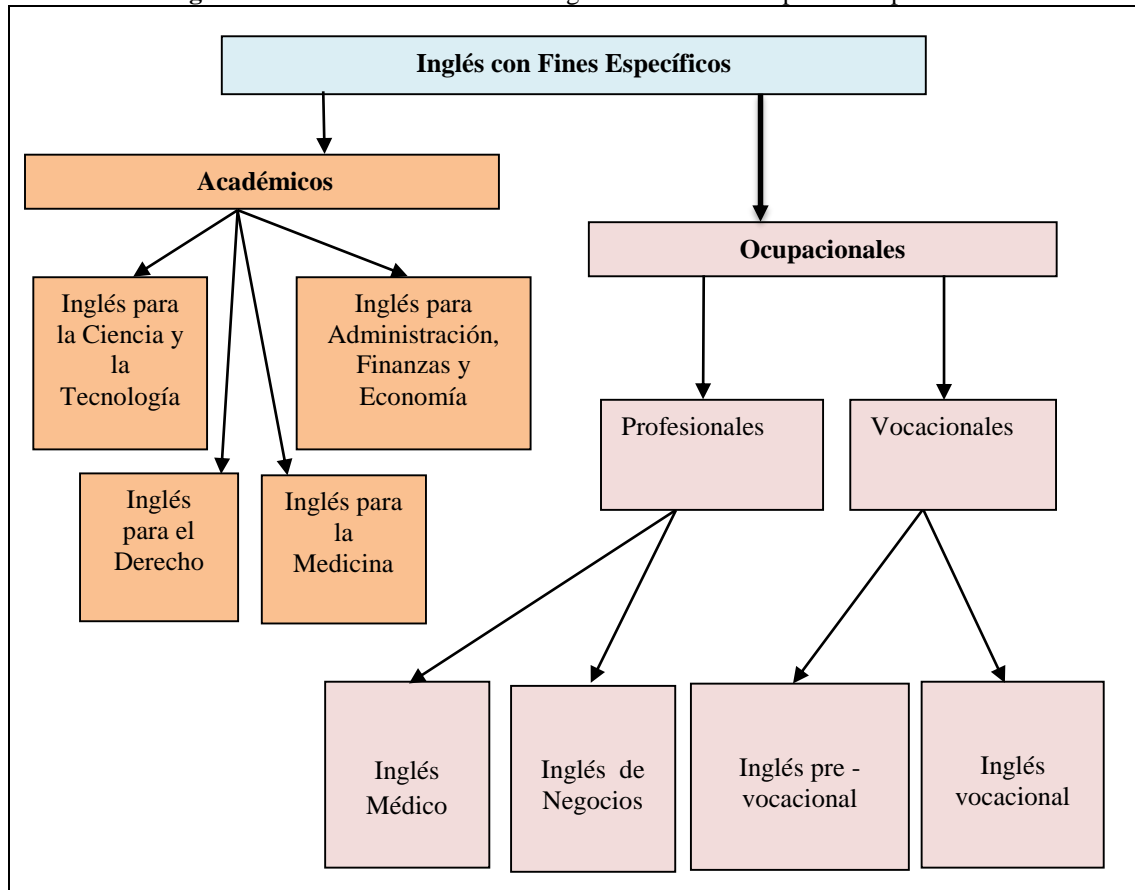 Inglés con Fines Específicos
Académicos
Ocupacionales
Inglés para
la Ciencia y
la
Tecnología
Inglés para
Administración,
Finanzas y
Economía
Profesionales
Vocacionales
Inglés
para el
Derecho
Inglés para
la
Medicina
Inglés
Médico
Inglés de
Negocios
Inglés pre -
vocacional
Inglés
vocacional